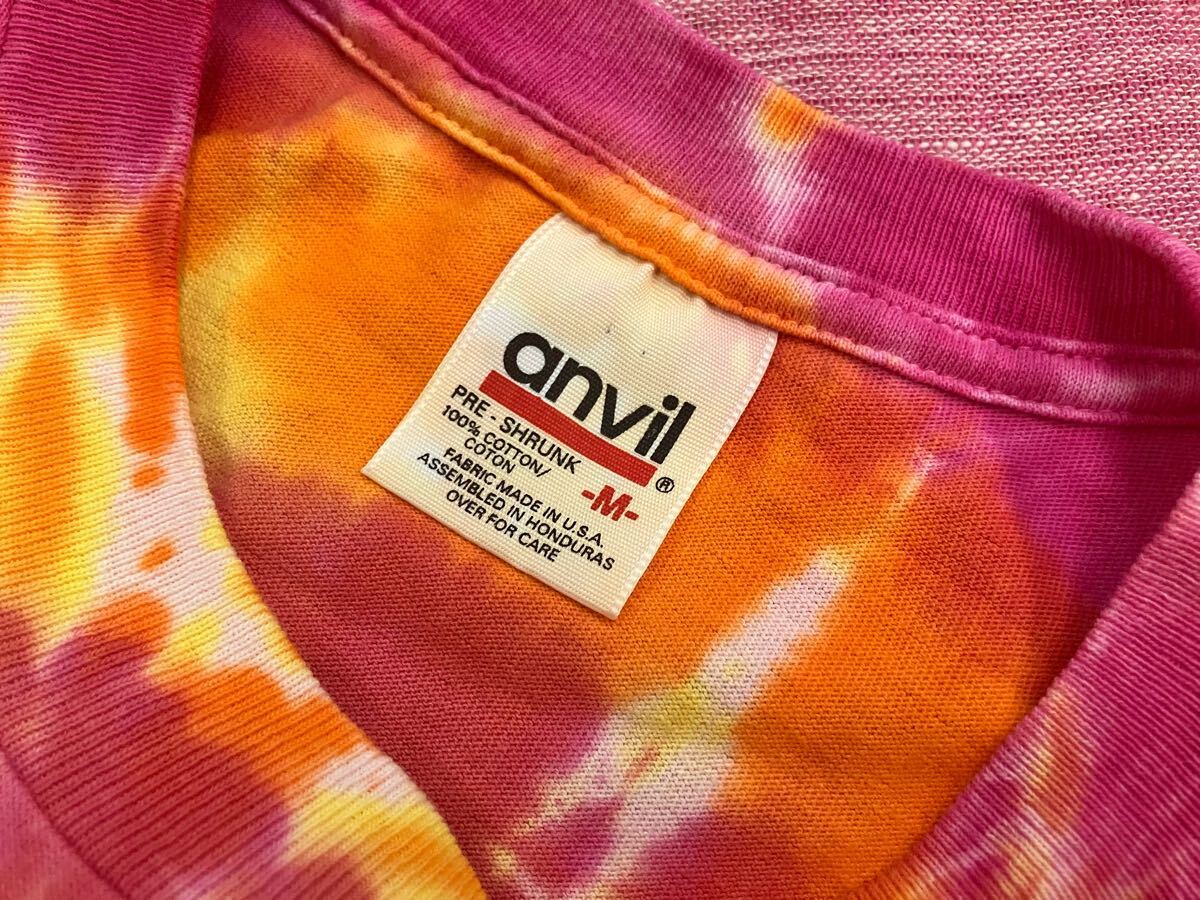 anvil®
PRE - SHRUNK
100% COTTON/
COTON
-M-
FABRIC MADE IN U.S.A.
ASSEMBLED IN HONDURAS
OVER FOR CARE